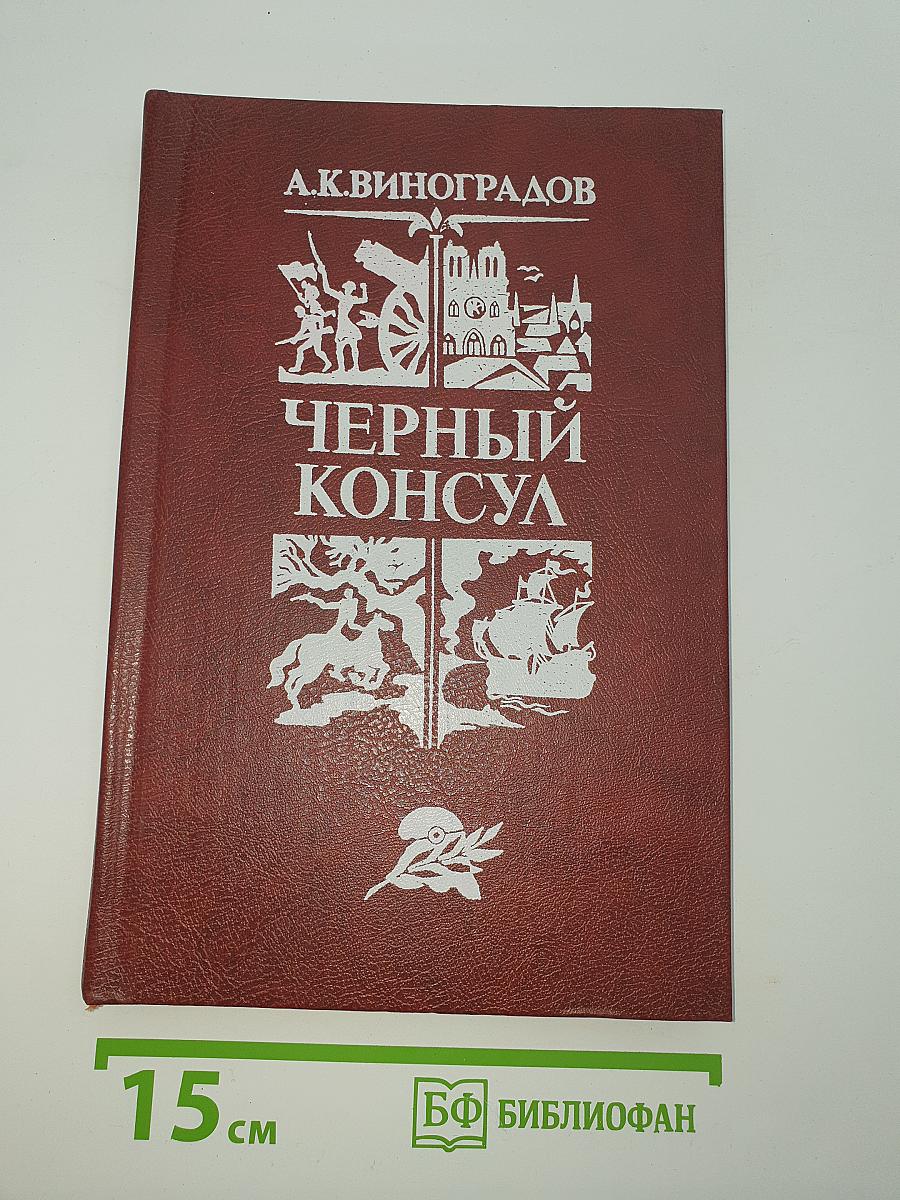 А.К.ВИНОГРАДОВ
ЧЕРНЫЙ
КОНСУЛ
15 см
БФ БИБЛИОФАН